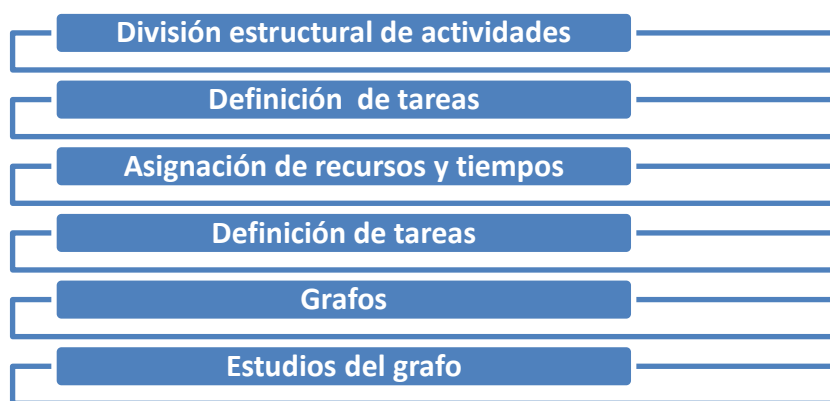 División estructural de actividades
Definición de tareas
Asignación de recursos y tiempos
Definición de tareas
Grafos
Estudios del grafo